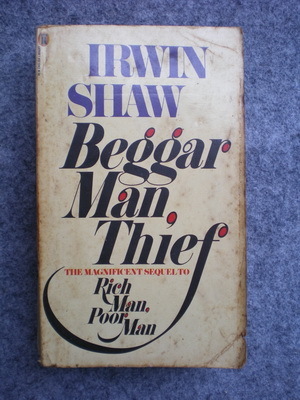 IRWIN
SHAW
Beggar
Man,
Thief
THE MAGNIFICENT SEQUEL TO
Rich
Man,
Poor
Man